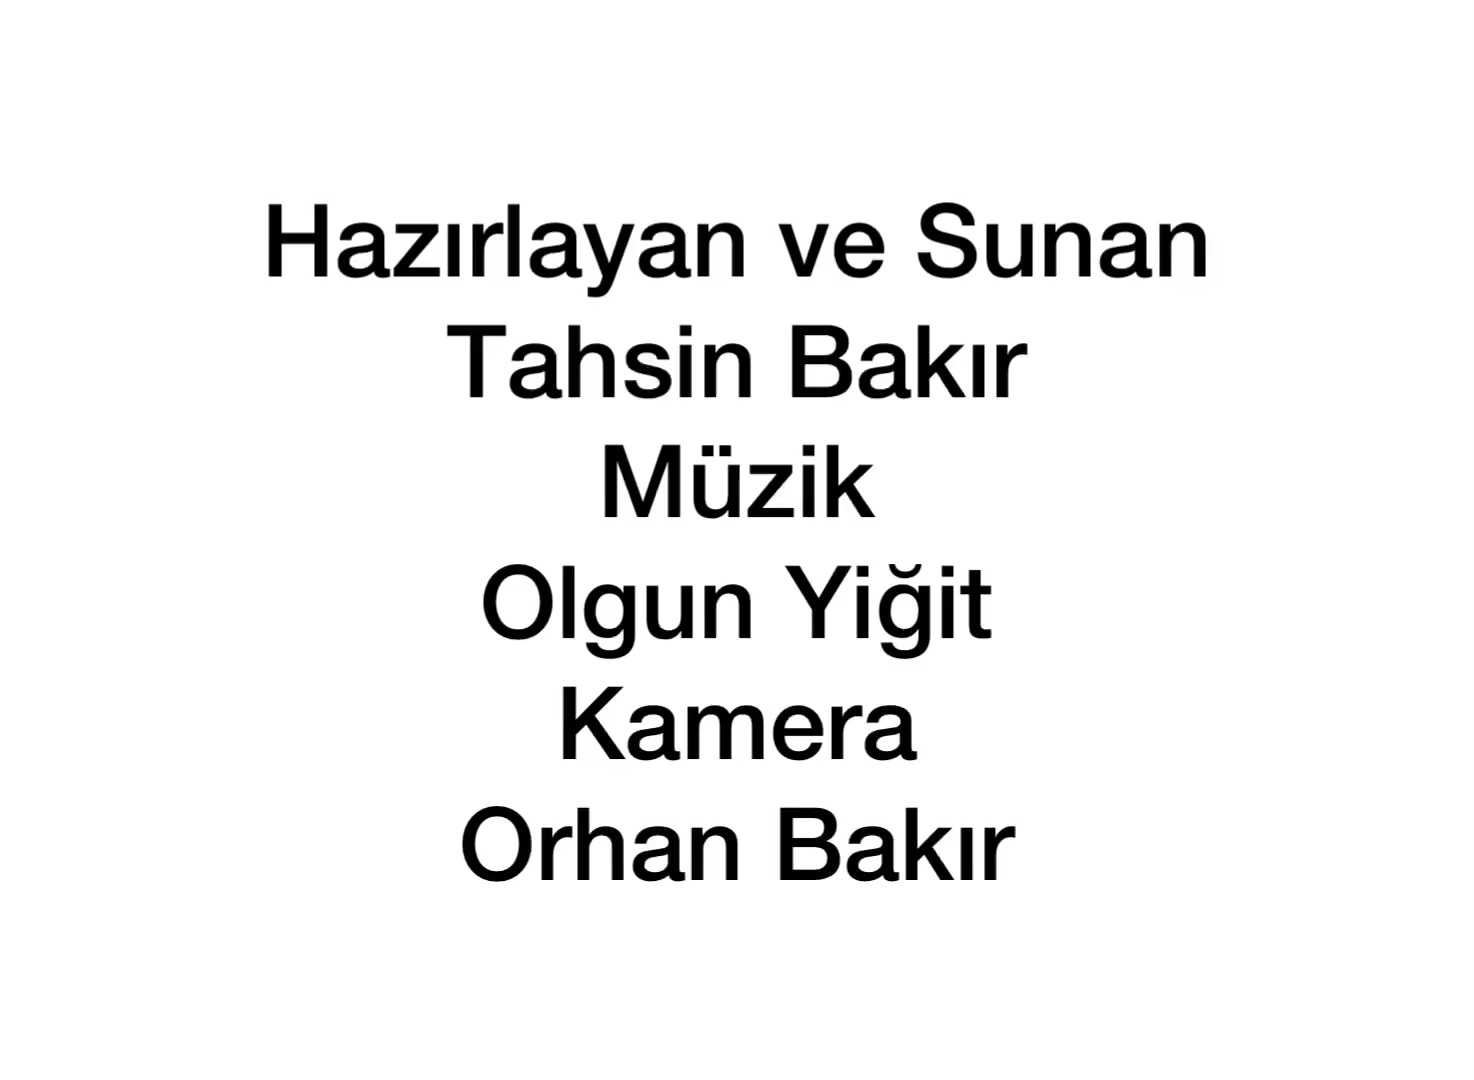 Hazırlayan ve Sunan
Tahsin Bakır
Müzik
Olgun Yiğit
Kamera
Orhan Bakır